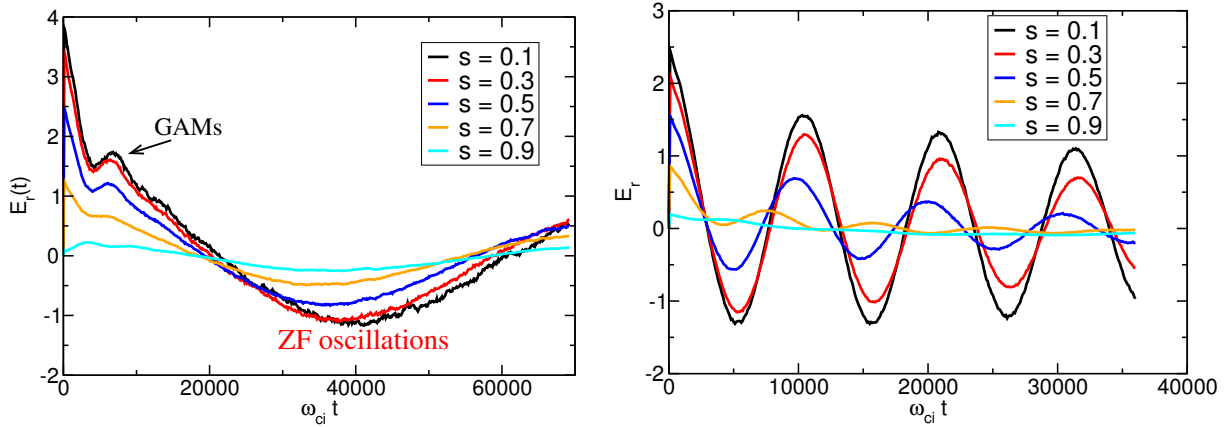 4
3
2
1
0
-1
-2
E_r(t)
GAMs
s = 0.1
s = 0.3
s = 0.5
s = 0.7
s = 0.9
ZF oscillations
0 20000 40000 60000
ω_ci t
3
2
1
0
-1
-2
E_r
s = 0.1
s = 0.3
s = 0.5
s = 0.7
s = 0.9
0 10000 20000 30000 40000
ω_ci t